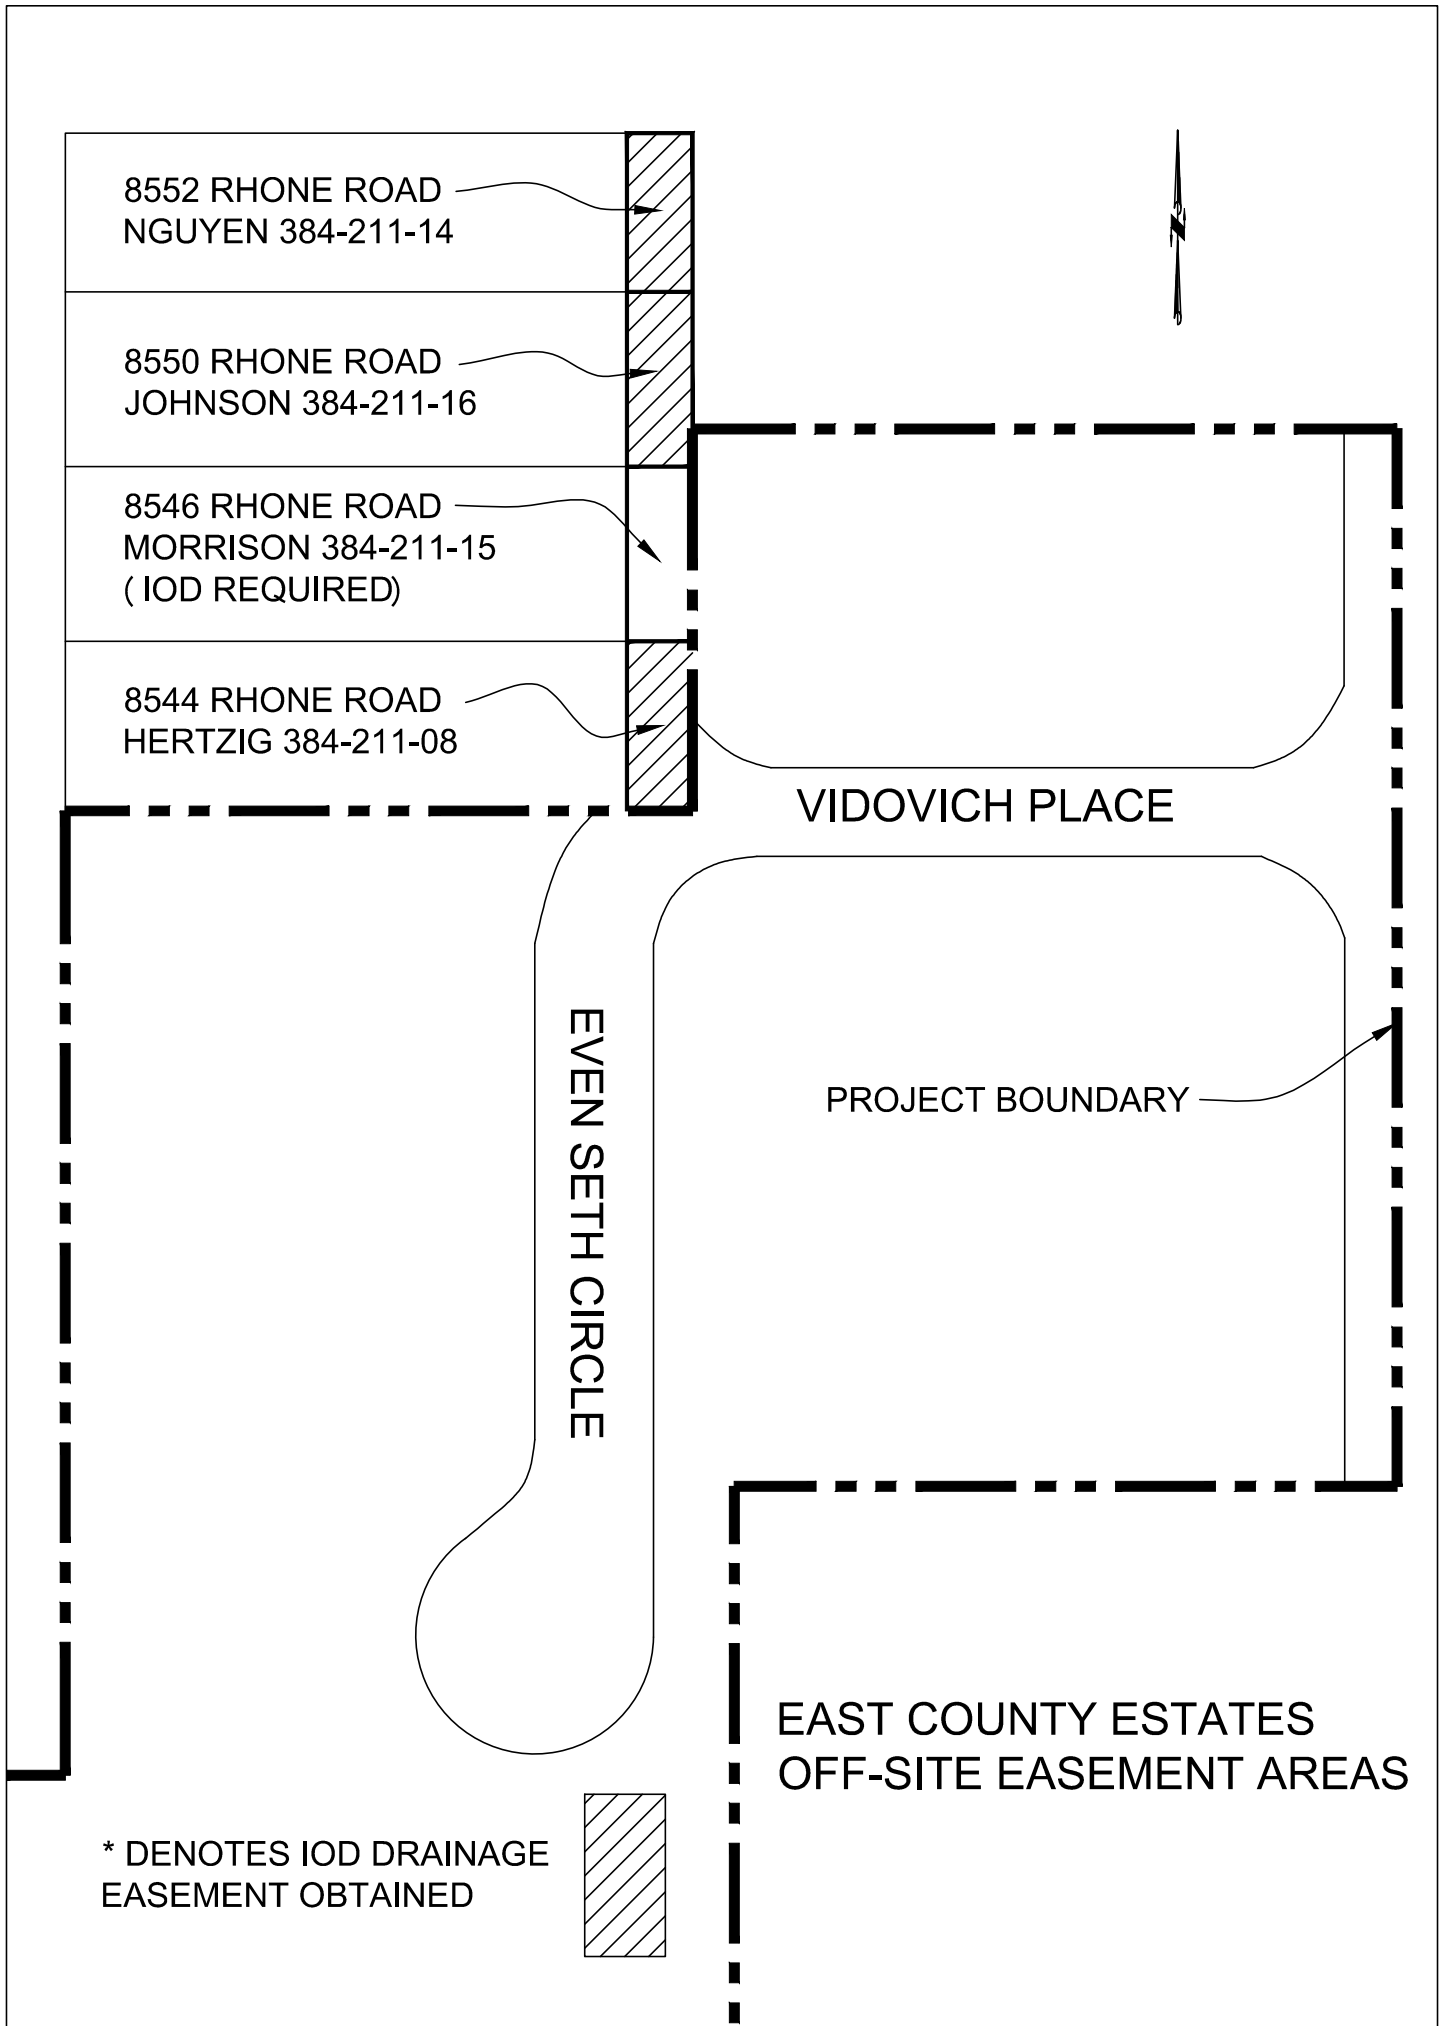 8552 RHONE ROAD
NGUYEN 384-211-14
8550 RHONE ROAD
JOHNSON 384-211-16
8546 RHONE ROAD
MORRISON 384-211-15
( IOD REQUIRED)
8544 RHONE ROAD
HERTZIG 384-211-08
VIDOVICH PLACE
EVEN SETH CIRCLE
PROJECT BOUNDARY
EAST COUNTY ESTATES
OFF-SITE EASEMENT AREAS
* DENOTES IOD DRAINAGE
EASEMENT OBTAINED